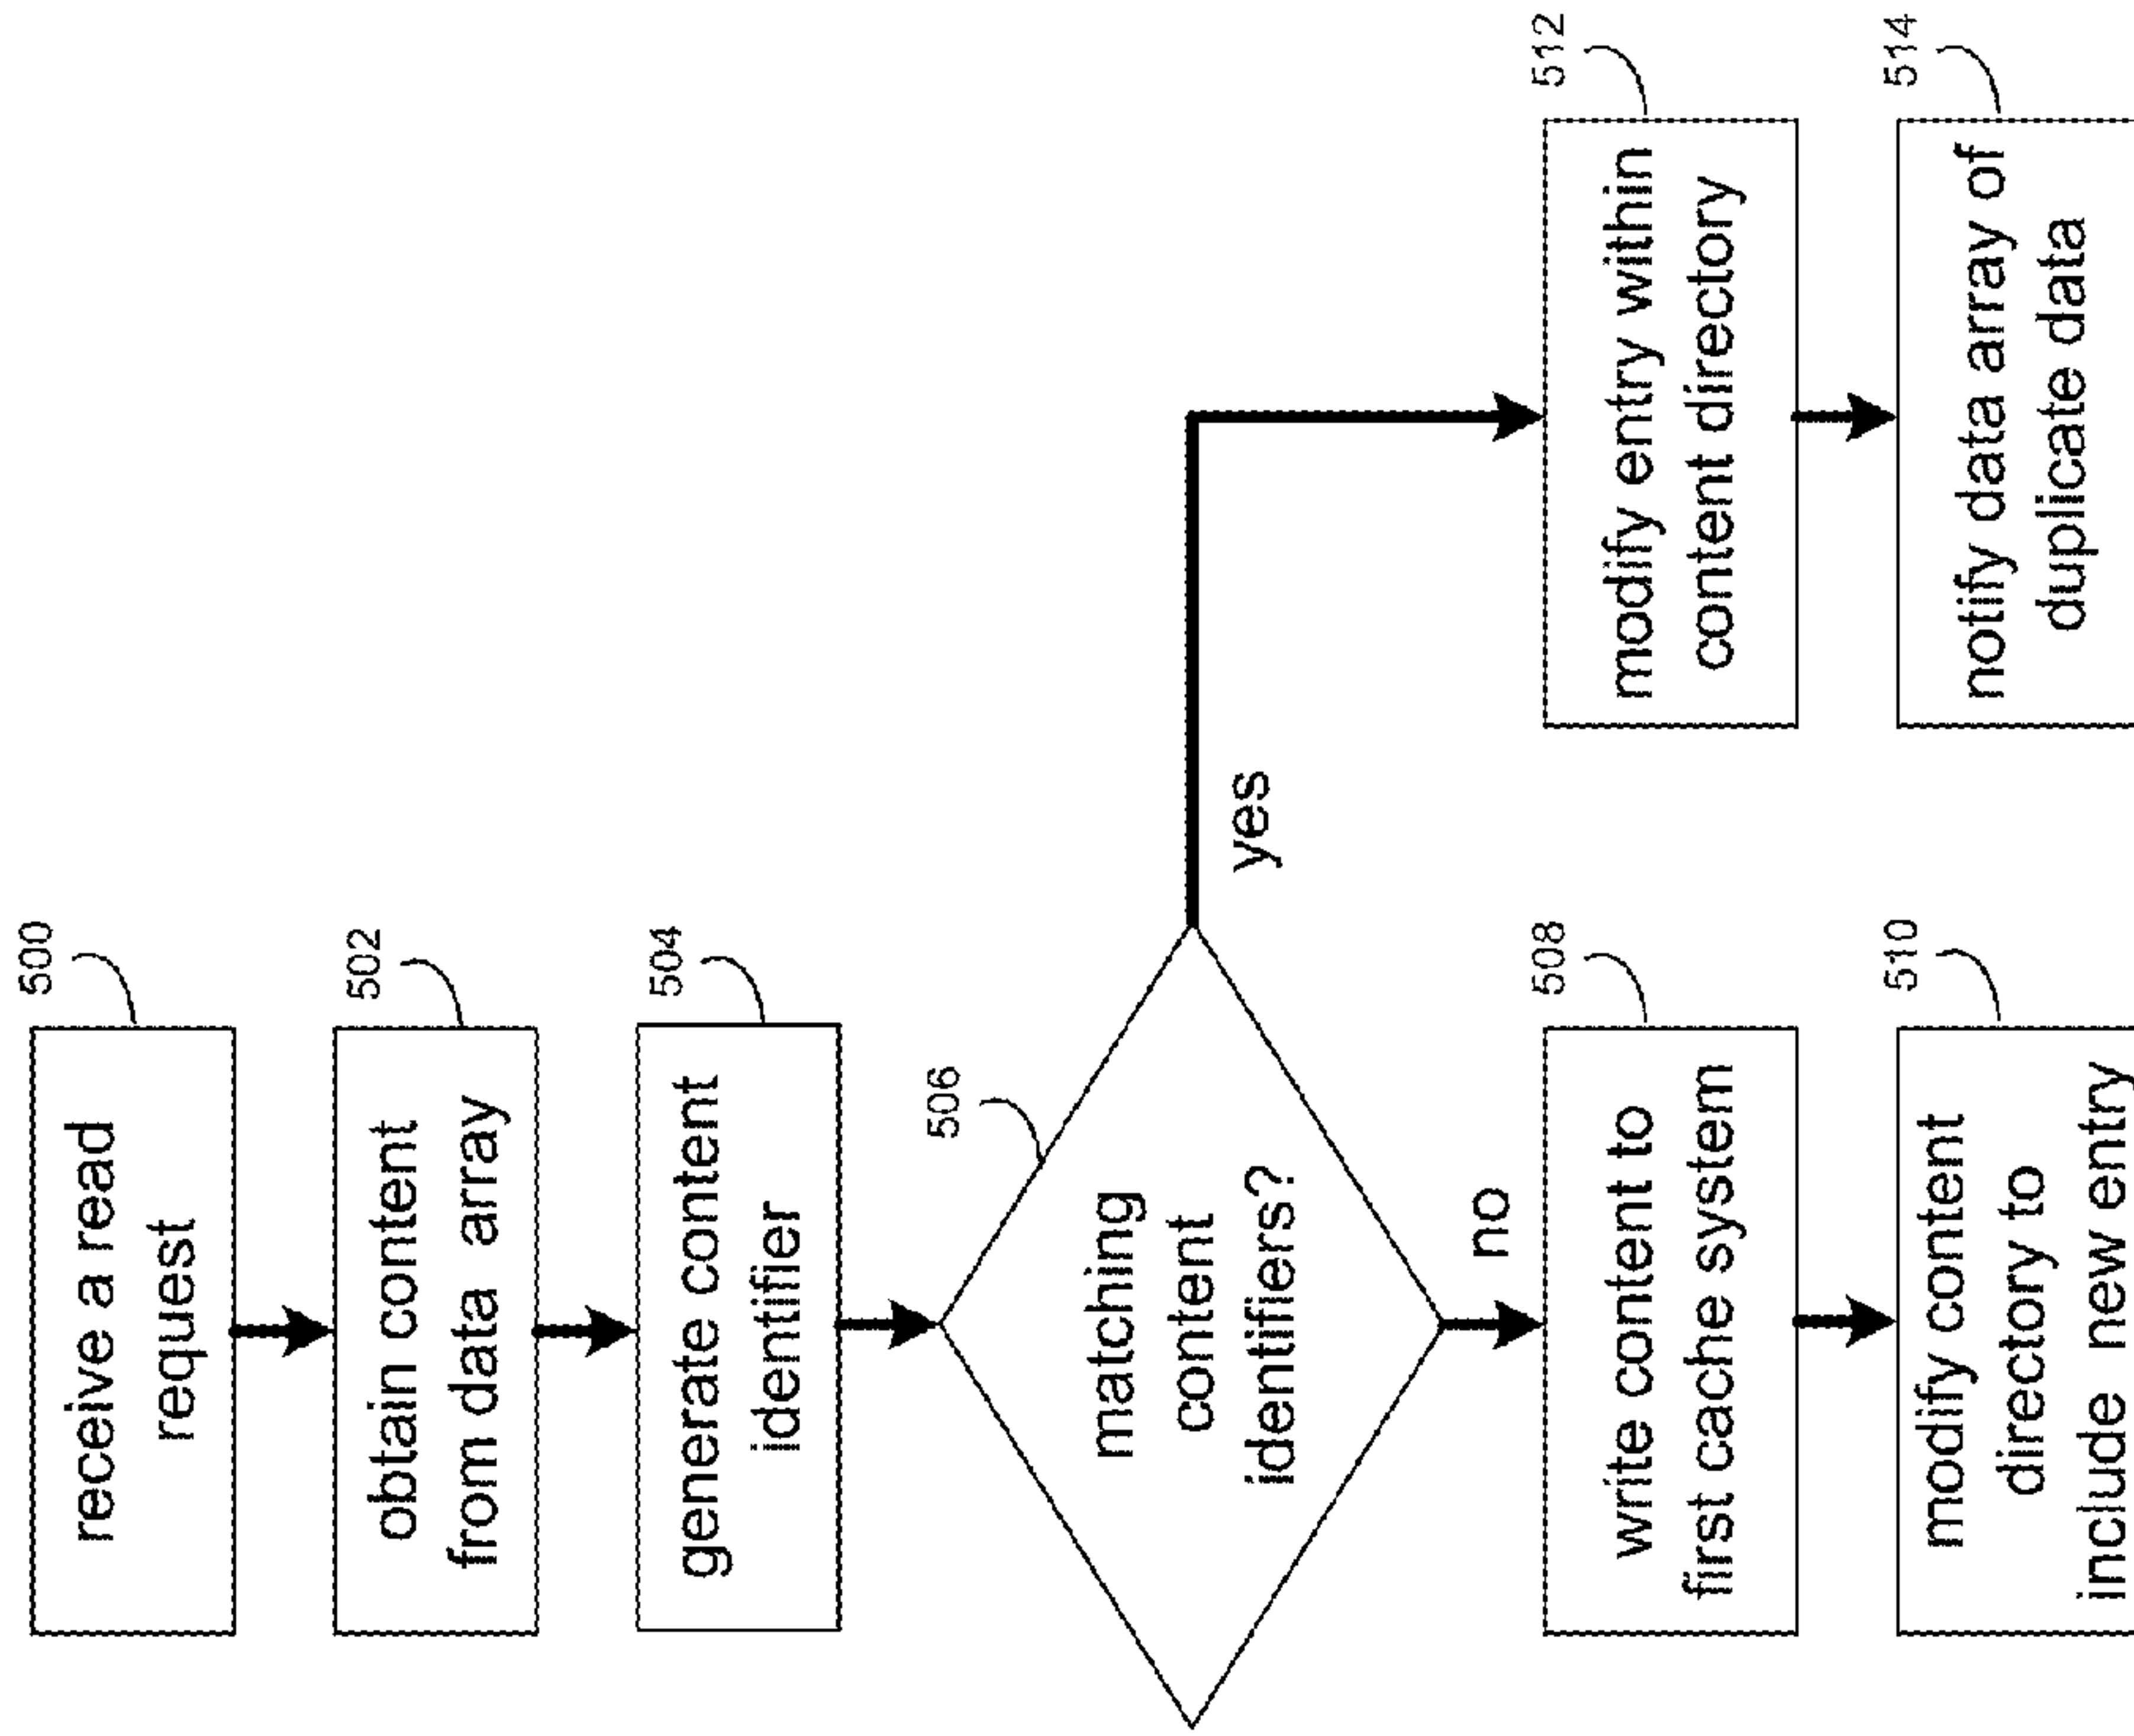 500
receive a read
request
502
obtain content
from data array
504
generate content
identifier
506
matching
content
identifiers?
yes
no
508
write content to
first cache system
510
modify content
directory to
include new entry
512
modify entry within
content directory
514
notify data array of
duplicate data